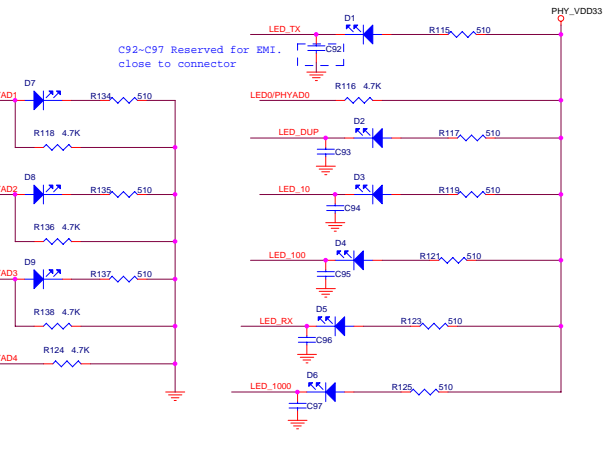 PHY_VDD33
LED_TX
D1
R115
510
C92~C97 Reserved for EMI.
close to connector
C92
D7
R116 4.7K
AD1
R134
510
LED0/PHYAD0
D2
R118 4.7K
LED_DUP
R117
510
C93
D8
D3
AD2
R135
510
LED_10
R119
510
C94
R136 4.7K
D4
LED_100
R121
510
D9
AD3
R137
510
C95
R138 4.7K
D5
LED_RX
R123
510
C96
R124 4.7K
AD4
D6
LED_1000
R125
510
C97